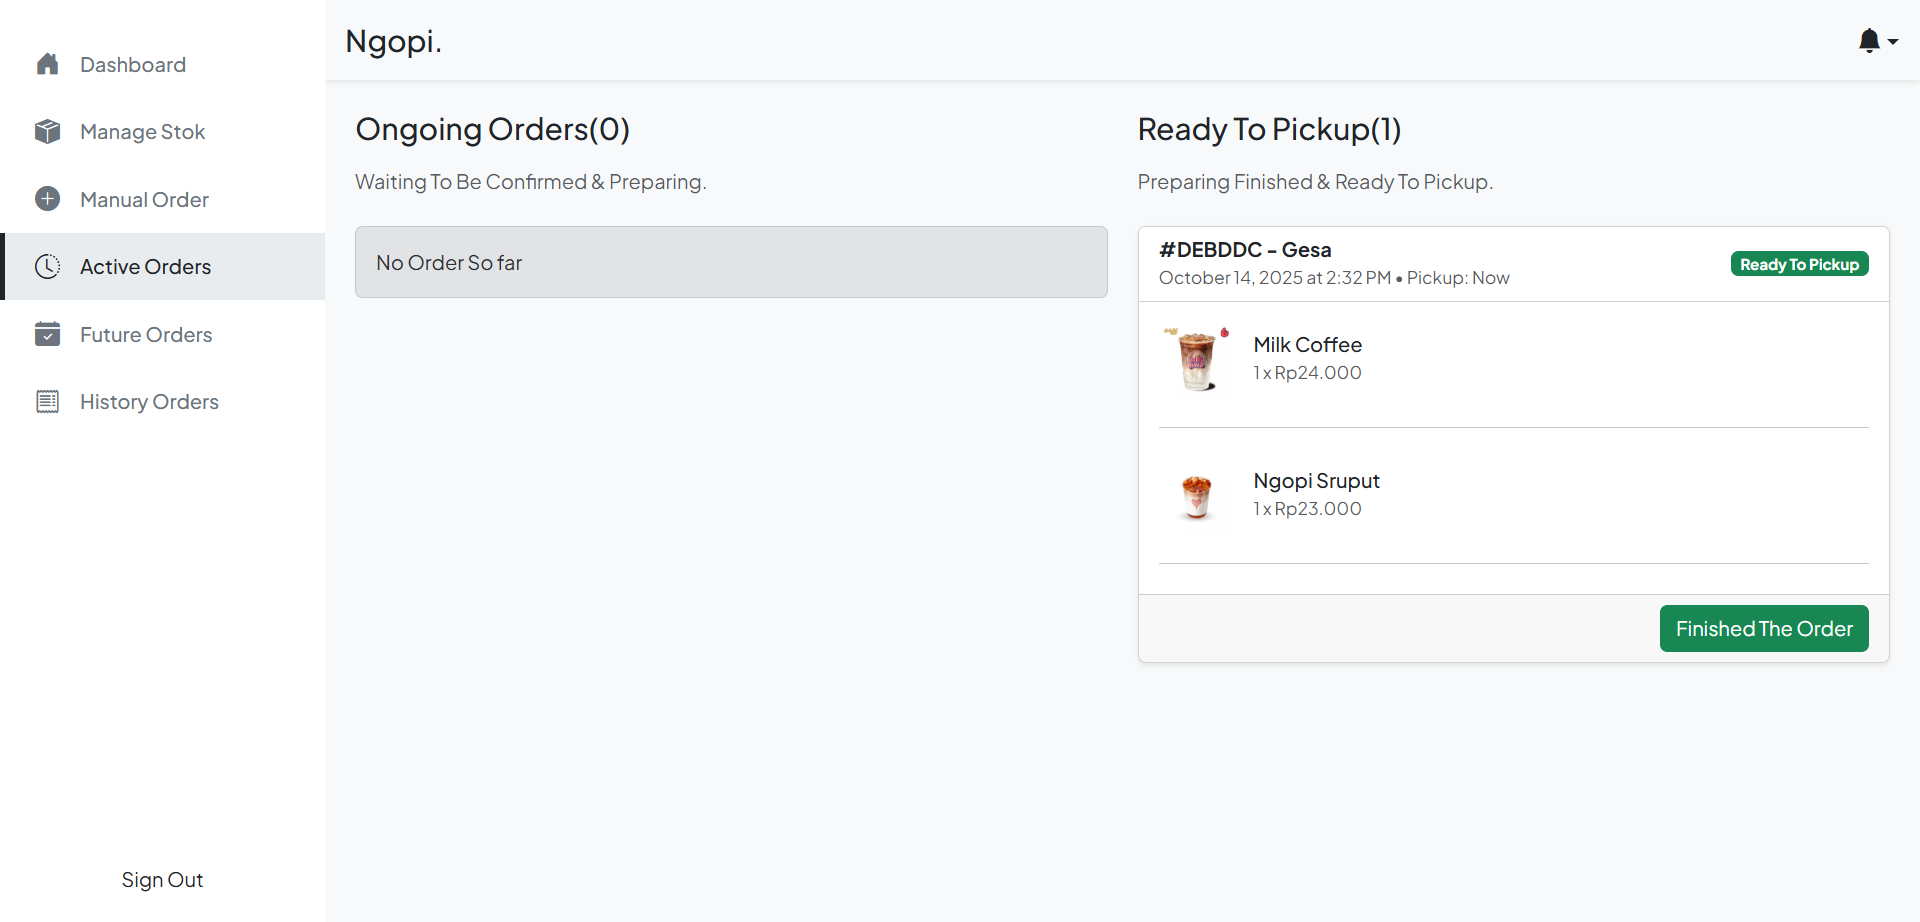 Dashboard
Manage Stok
Manual Order
Active Orders
Future Orders
History Orders
Sign Out
Ngopi.
Ongoing Orders(0)
Waiting To Be Confirmed & Preparing.
No Order So far
Ready To Pickup(1)
Preparing Finished & Ready To Pickup.
#DEBDDC - Gesa
October 14, 2025 at 2:32 PM • Pickup: Now
Ready To Pickup
Milk Coffee
1 x Rp24.000
Ngopi Sruput
1 x Rp23.000
Finished The Order